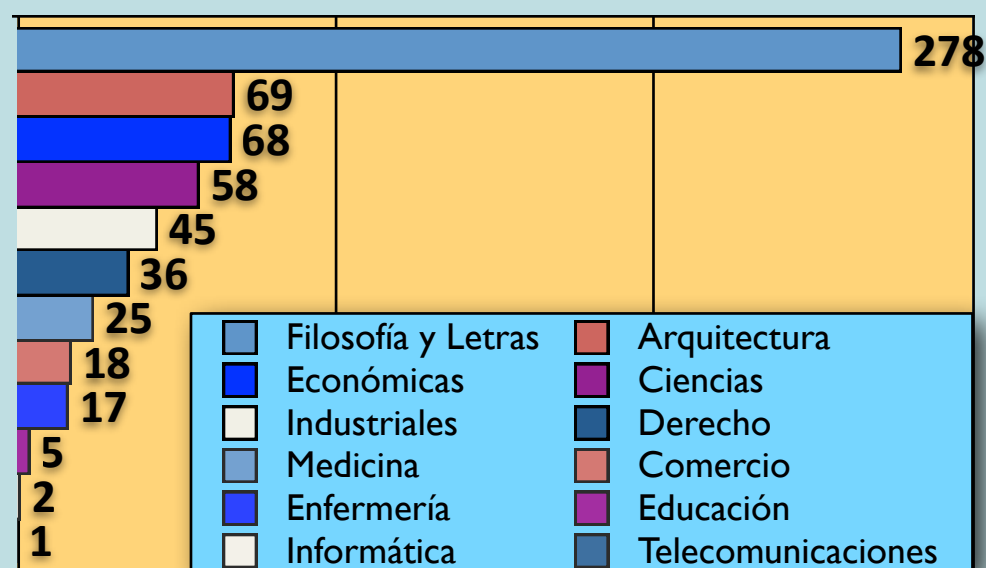 278
69
68
58
45
36
25
18
17
5
2
1
Filosofía y Letras Arquitectura
Económicas Ciencias
Industriales Derecho
Medicina Comercio
Enfermería Educación
Informática Telecomunicaciones